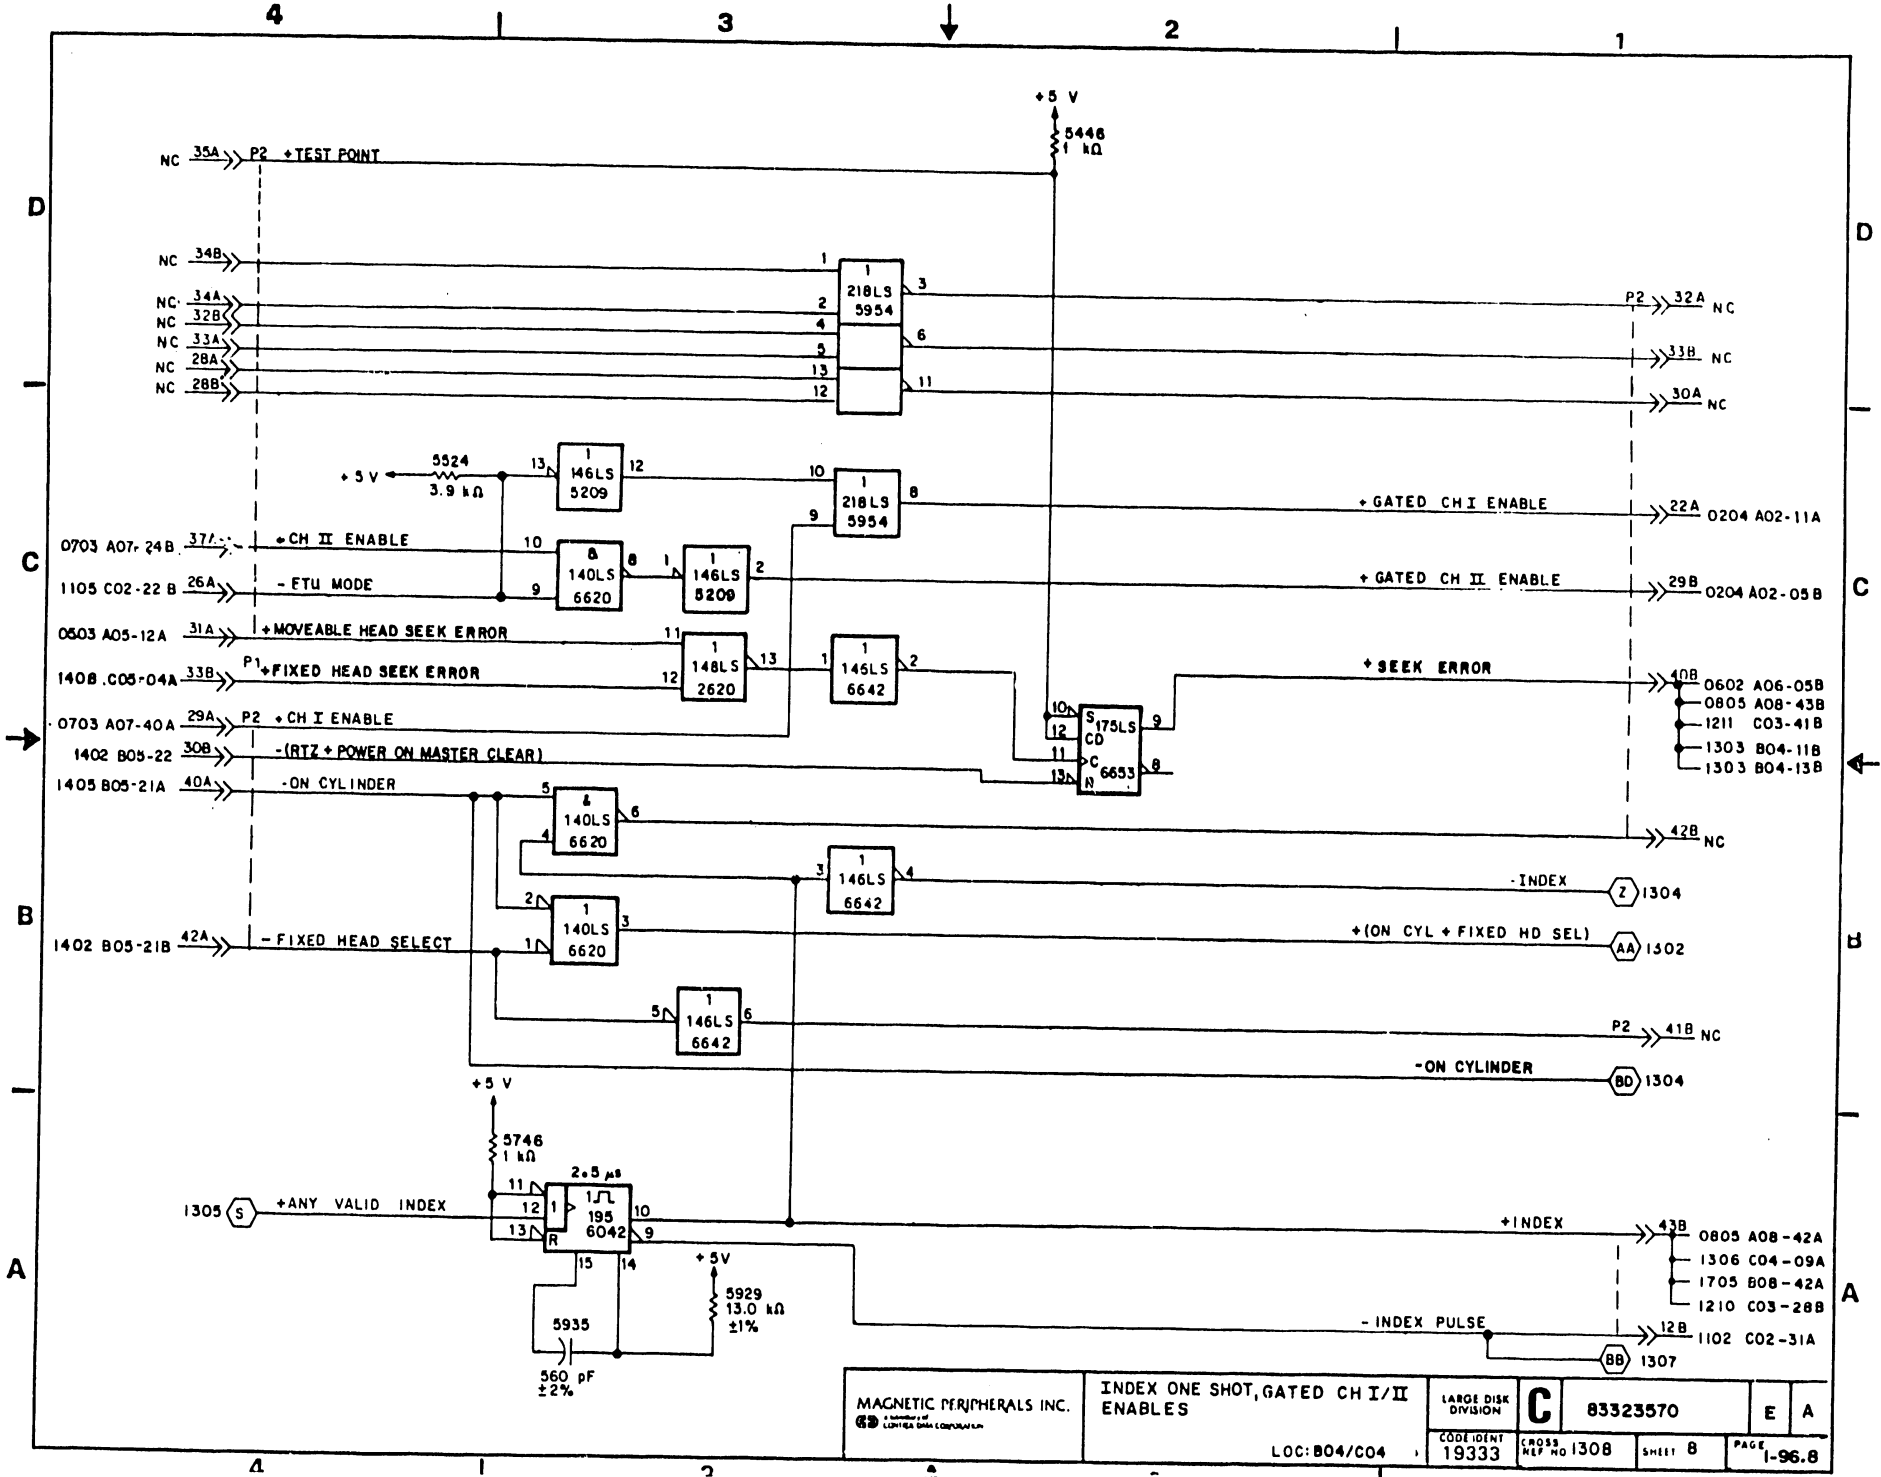 4 3 2 1
+5 V
5446
1 kΩ
NC 35A P2 +TEST POINT
D D
NC 34B 1
1
218LS
5954
3 P2 32A NC
NC 34A 2
NC 32B 4
6 33B NC
NC 33A 5
NC 28A 13
11 30A NC
NC 28B 12
+5 V
5524
3.9 kΩ
13
1
146LS
5209
12
10
1
218LS
5954
8 +GATED CH I ENABLE 22A 0204 A02-11A
9
C C
0703 A07-24B +CH II ENABLE 10
&
140LS
6620
8
1
1
146LS
5209
2 +GATED CH II ENABLE 29B 0204 A02-05B
1105 C02-22B 26A -FTU MODE 9
0503 A05-12A 31A +MOVEABLE HEAD SEEK ERROR 11
1
148LS
2620
13
1
1
146LS
6642
2
1408 C05-04A 33B P1 +FIXED HEAD SEEK ERROR 12
+SEEK ERROR 40B 0602 A06-05B
0805 A08-43B
1211 C03-41B
1303 B04-11B
1303 B04-13B
10 S 175LS 9
12 CD
11 C
6653 8
13
0703 A07-40A 29A P2 +CH I ENABLE
1402 B05-22 30B -(RTZ + POWER ON MASTER CLEAR)
1405 B05-21A 40A -ON CYLINDER 5
&
140LS
6620
6 42B NC
4
3
1
146LS
6642
4 -INDEX Z 1304
B B
2
1
140LS
6620
3 +(ON CYL + FIXED HD SEL) AA 1302
1402 B05-21B 42A -FIXED HEAD SELECT 1
5
1
146LS
6642
6 P2 41B NC
-ON CYLINDER BD 1304
+5 V
5746
1 kΩ
2.5 μs
11
1305 S +ANY VALID INDEX 12 1
1
195
6042
10 +INDEX 43B 0805 A08-42A
13 R 9
1306 C04-09A
1705 B08-42A
1210 C03-28B
A A
15 14
+5V
5929
13.0 kΩ
±1%
5935
560 pF
±2%
-INDEX PULSE 12B 1102 C02-31A
BB 1307
MAGNETIC PERIPHERALS INC.
a subsidiary of
CONTROL DATA CORPORATION
INDEX ONE SHOT, GATED CH I/II
ENABLES
LOC: B04/C04
LARGE DISK
DIVISION
C 83323570 E A
CODE IDENT
19333
CROSS
REF NO 1308
SHEET 8
PAGE 1-96.8